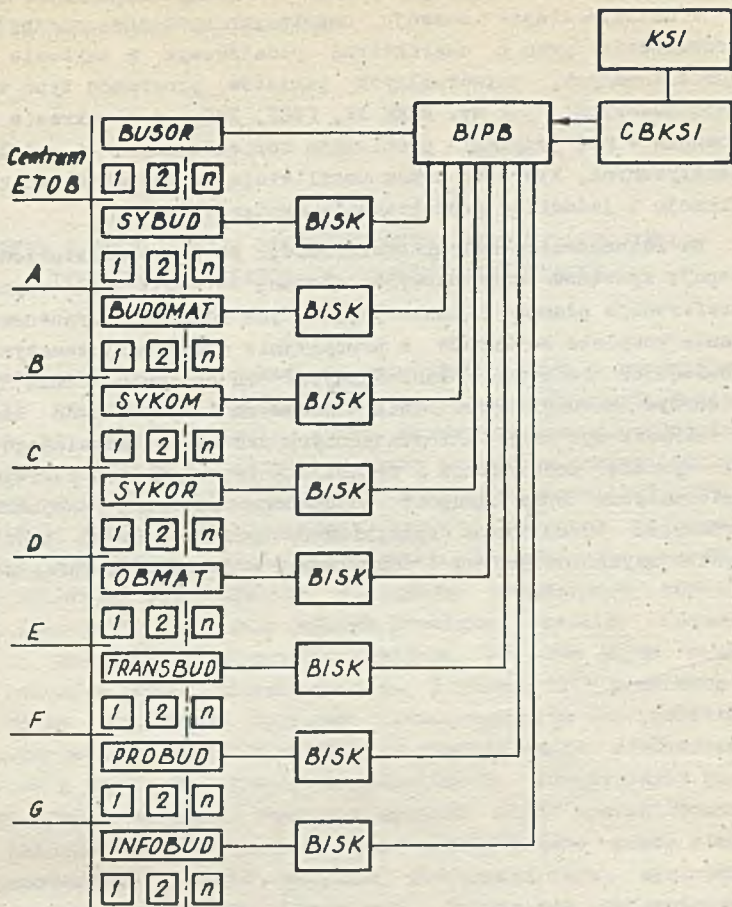 KSI
BUSOR BIPB CBKSI
Centrum
ETOB
1 2 n
SYBUD BISK
1 2 n
A
BUDOMAT BISK
1 2 n
B
SYKOM BISK
1 2 n
C
SYKOR BISK
1 2 n
D
OBMAT BISK
1 2 n
E
TRANSBUD BISK
1 2 n
F
PROBUD BISK
1 2 n
G
INFOBUD BISK
1 2 n